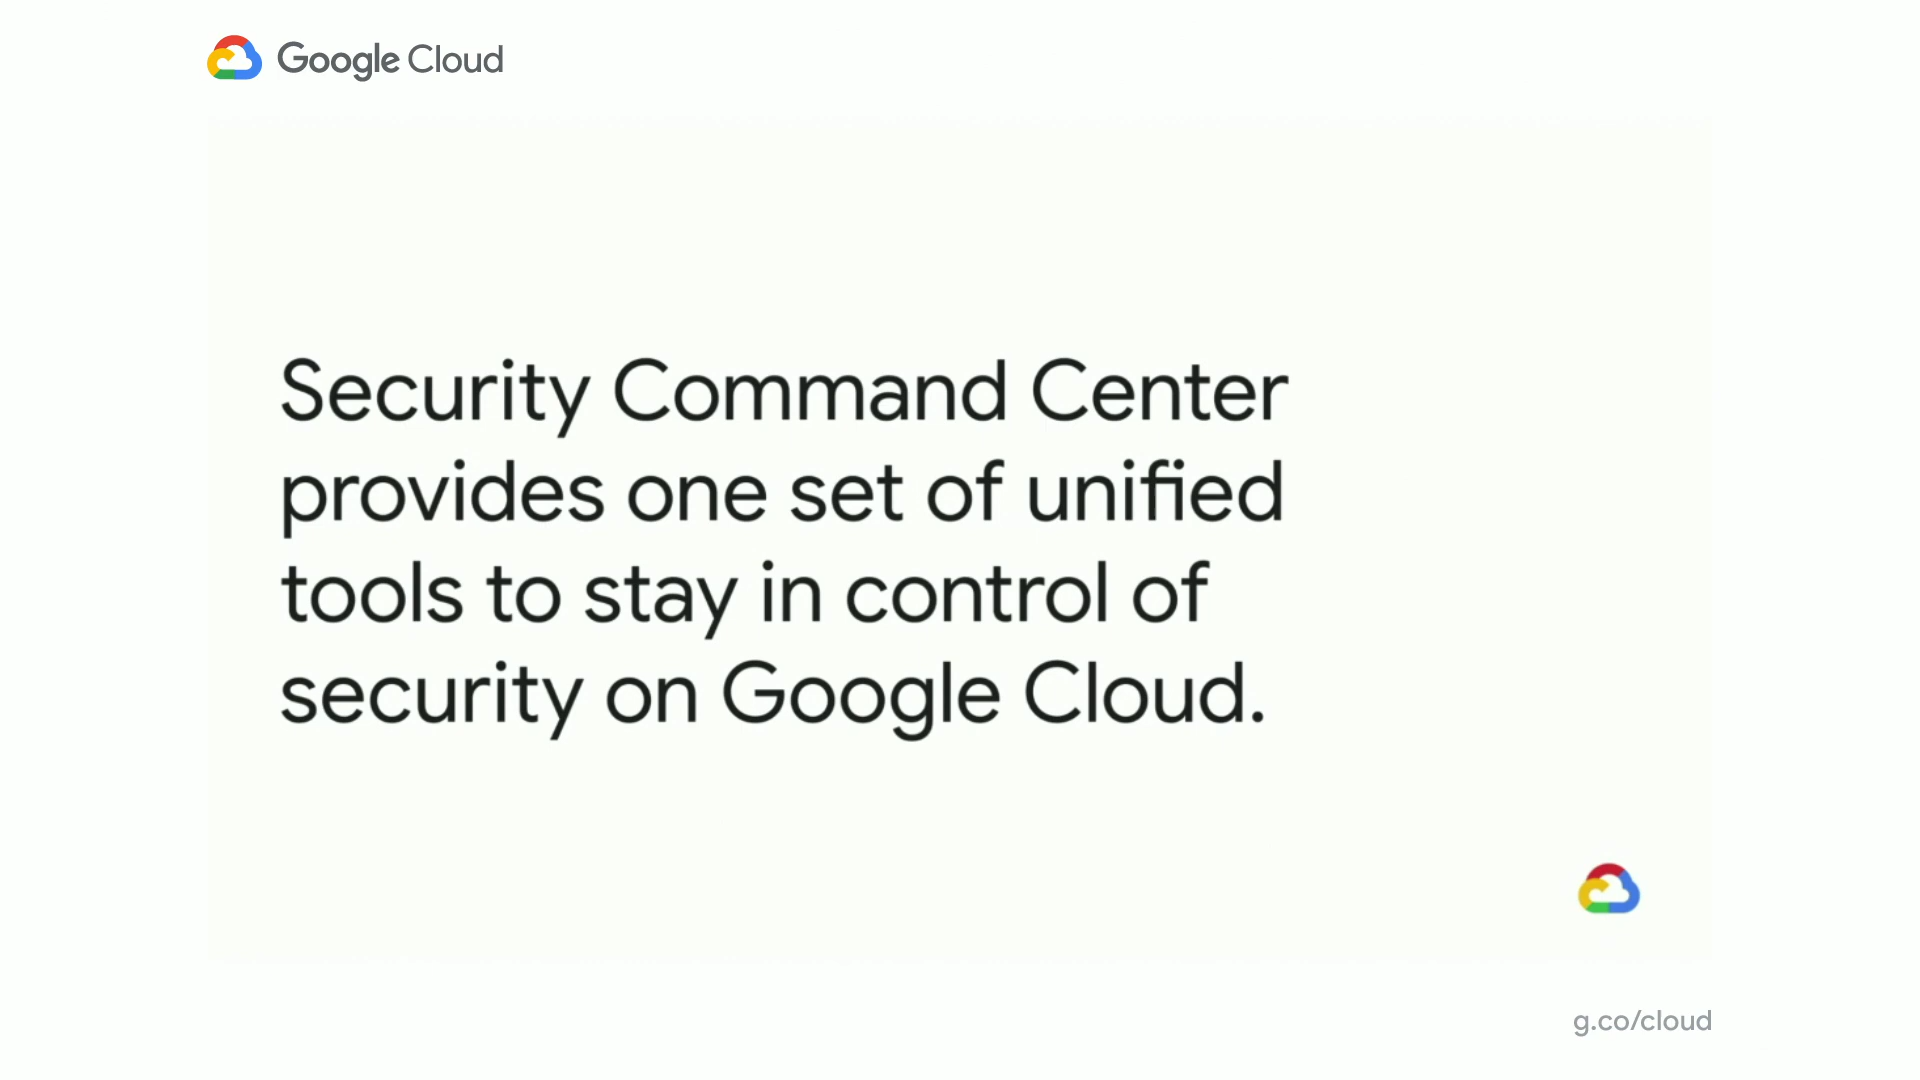 Google Cloud
Security Command Center
provides one set of unified
tools to stay in control of
security on Google Cloud.
g.co/cloud